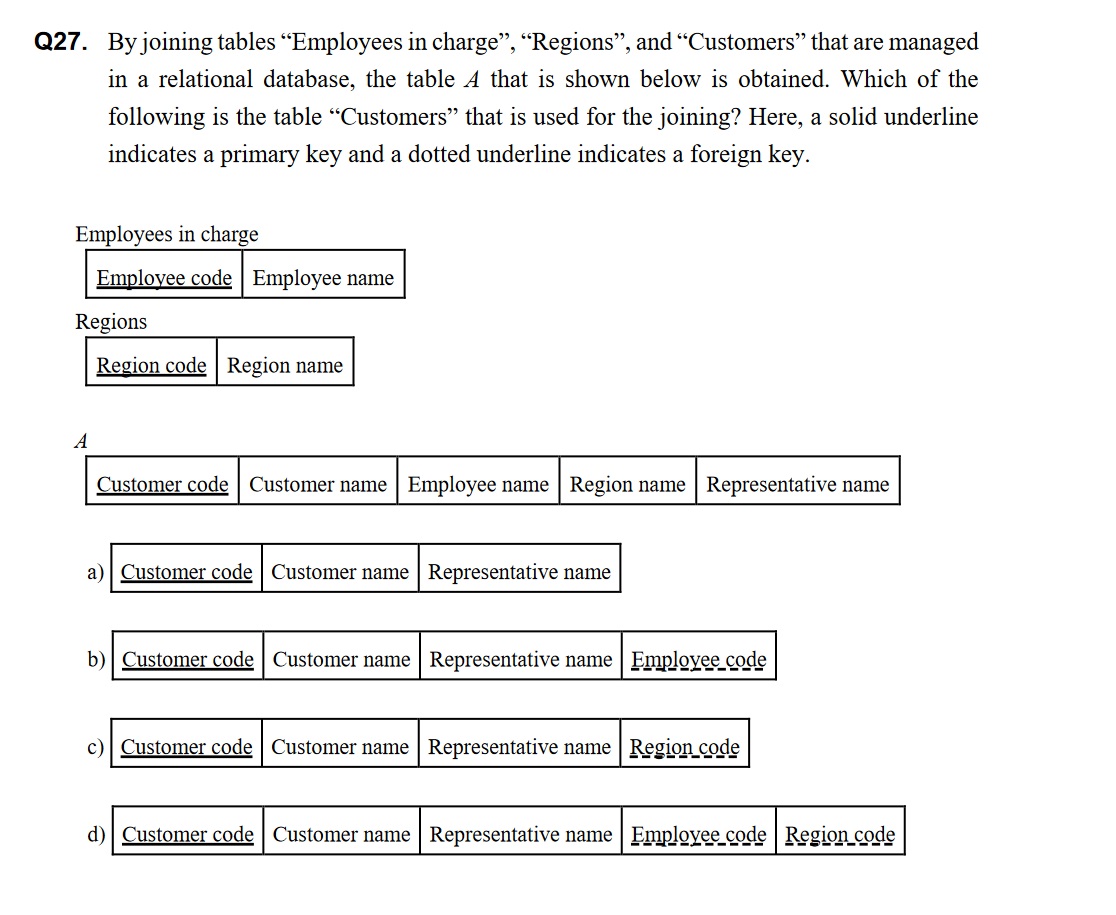 Q27. By joining tables “Employees in charge”, “Regions”, and “Customers” that are managed
in a relational database, the table A that is shown below is obtained. Which of the
following is the table “Customers” that is used for the joining? Here, a solid underline
indicates a primary key and a dotted underline indicates a foreign key.
Employees in charge
Employee code Employee name
Regions
Region code Region name
A
Customer code Customer name Employee name Region name Representative name
a) Customer code Customer name Representative name
b) Customer code Customer name Representative name Employee code
c) Customer code Customer name Representative name Region code
d) Customer code Customer name Representative name Employee code Region code